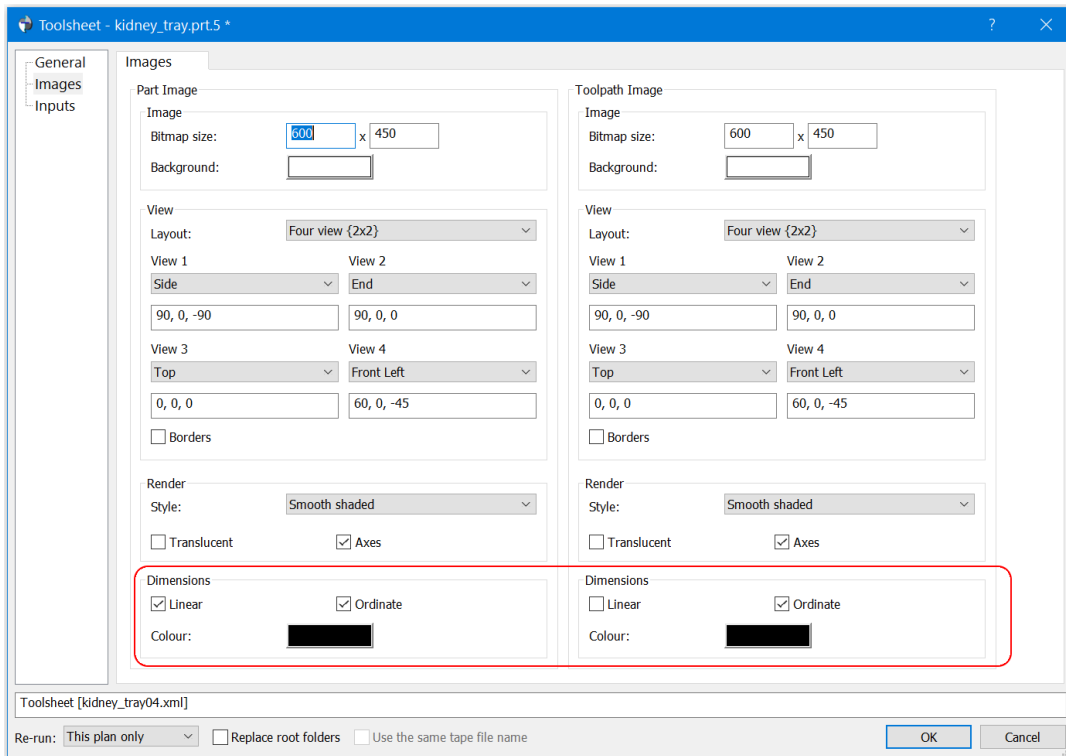 Toolsheet - kidney_tray.prt.5 *
?
General
Images
Inputs
Images
Part Image
Image
Bitmap size: 600 x 450
Background:
View
Layout: Four view {2x2}
View 1 View 2
Side End
90, 0, -90 90, 0, 0
View 3 View 4
Top Front Left
0, 0, 0 60, 0, -45
Borders
Render
Style: Smooth shaded
Translucent Axes
Dimensions
Linear Ordinate
Colour:
Toolpath Image
Image
Bitmap size: 600 x 450
Background:
View
Layout: Four view {2x2}
View 1 View 2
Side End
90, 0, -90 90, 0, 0
View 3 View 4
Top Front Left
0, 0, 0 60, 0, -45
Borders
Render
Style: Smooth shaded
Translucent Axes
Dimensions
Linear Ordinate
Colour:
Toolsheet [kidney_tray04.xml]
Re-run: This plan only Replace root folders Use the same tape file name OK Cancel